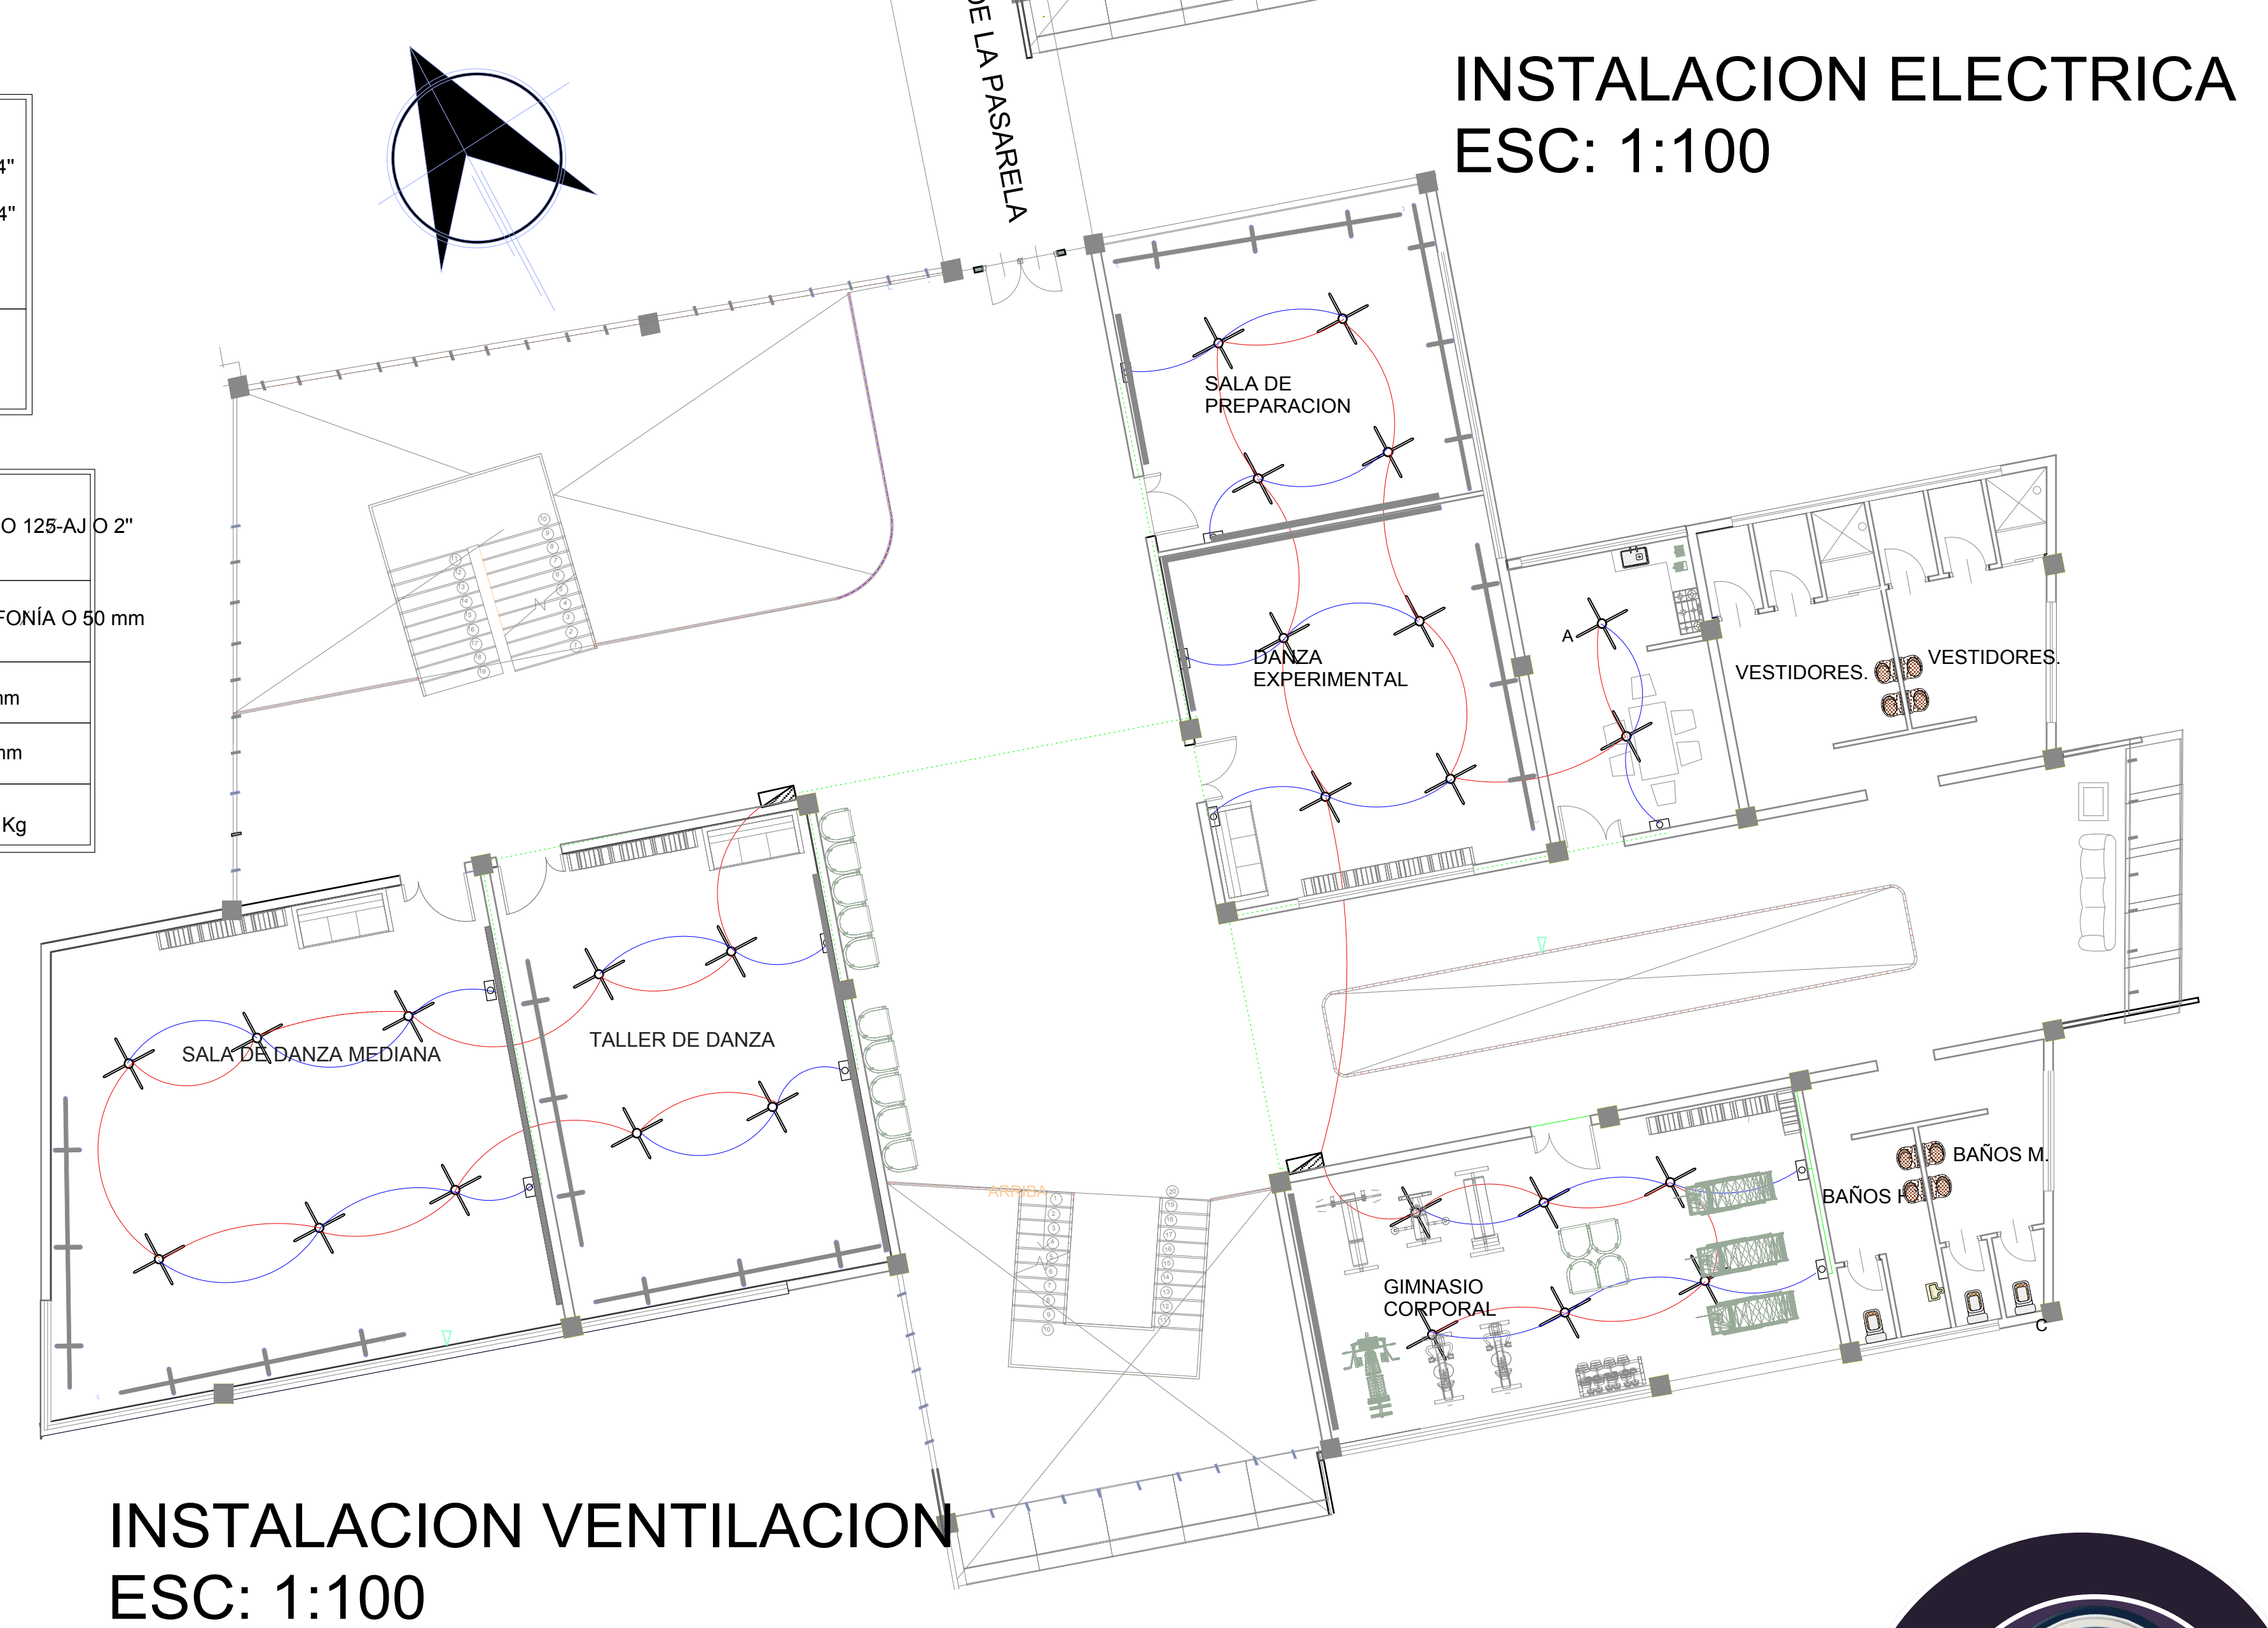 DE LA PASARELA
INSTALACION ELECTRICA
ESC: 1:100
4"
4"
O 125-AJ O 2"
FONÍA O 50 mm
mm
mm
Kg
SALA DE
PREPARACION
DANZA
EXPERIMENTAL
A
VESTIDORES.
VESTIDORES.
SALA DE DANZA MEDIANA
TALLER DE DANZA
ARRIBA
BAÑOS M.
BAÑOS H
GIMNASIO
CORPORAL
C
INSTALACION VENTILACION
ESC: 1:100